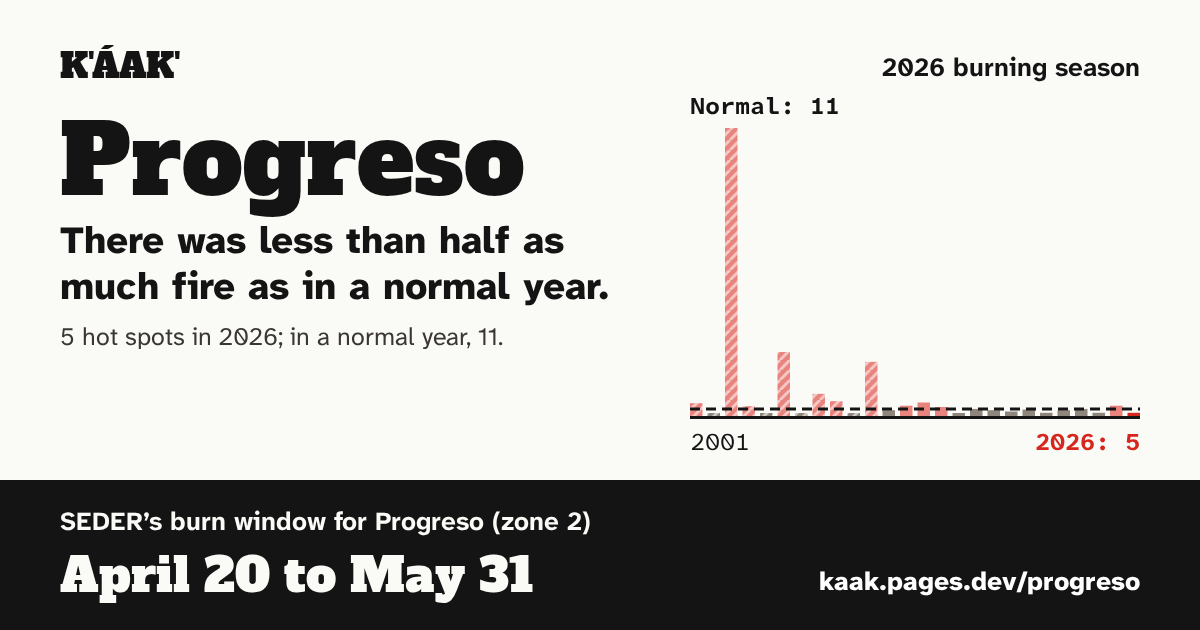 K'ÁAK'
2026 burning season
Progreso
There was less than half as
much fire as in a normal year.
5 hot spots in 2026; in a normal year, 11.
Normal: 11
2001
2026: 5
SEDER’s burn window for Progreso (zone 2)
April 20 to May 31
kaak.pages.dev/progreso